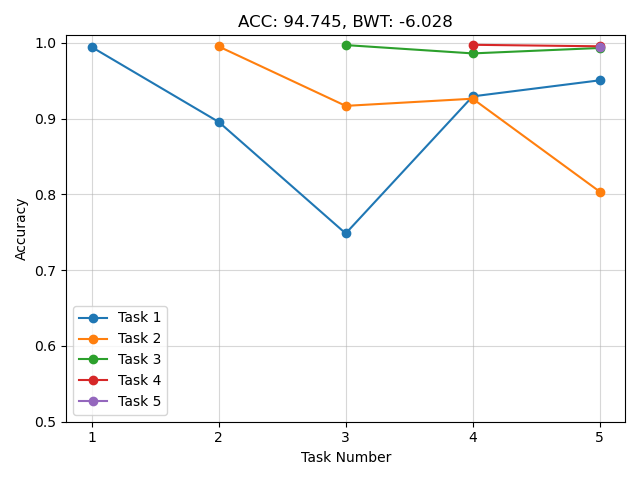 ACC: 94.745, BWT: -6.028
1.0
0.9
0.8
0.7
0.6
0.5
Accuracy
Task 1
Task 2
Task 3
Task 4
Task 5
1 2 3 4 5
Task Number